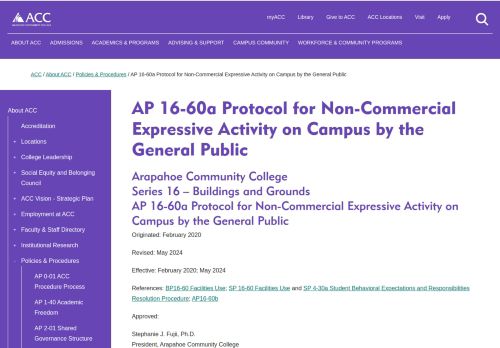 ACC
myACC
Library
Give to ACC
ACC Locations
Visit
Apply
ABOUT ACC
ADMISSIONS
ACADEMICS & PROGRAMS
ADVISING & SUPPORT
CAMPUS COMMUNITY
WORKFORCE & COMMUNITY PROGRAMS
ACC / About ACC / Policies & Procedures / AP 16-60a Protocol for Non-Commercial Expressive Activity on Campus by the General Public
About ACC
Accreditation
+ Locations
+ College Leadership
+ Social Equity and Belonging
Council
+ ACC Vision - Strategic Plan
+ Employment at ACC
+ Faculty & Staff Directory
+ Institutional Research
- Policies & Procedures
AP 0-01 ACC
Procedure Process
AP 1-40 Academic
Freedom
AP 2-01 Shared
Governance Structure
AP 16-60a Protocol for Non-Commercial
Expressive Activity on Campus by the
General Public
Arapahoe Community College
Series 16 – Buildings and Grounds
AP 16-60a Protocol for Non-Commercial Expressive Activity on
Campus by the General Public
Originated: February 2020
Revised: May 2024
Effective: February 2020; May 2024
References: BP16-60 Facilities Use; SP 16-60 Facilities Use and SP 4-30a Student Behavioral Expectations and Responsibilities
Resolution Procedure; AP16-60b
Approved:
Stephanie J. Fujii, Ph.D.
President, Arapahoe Community College